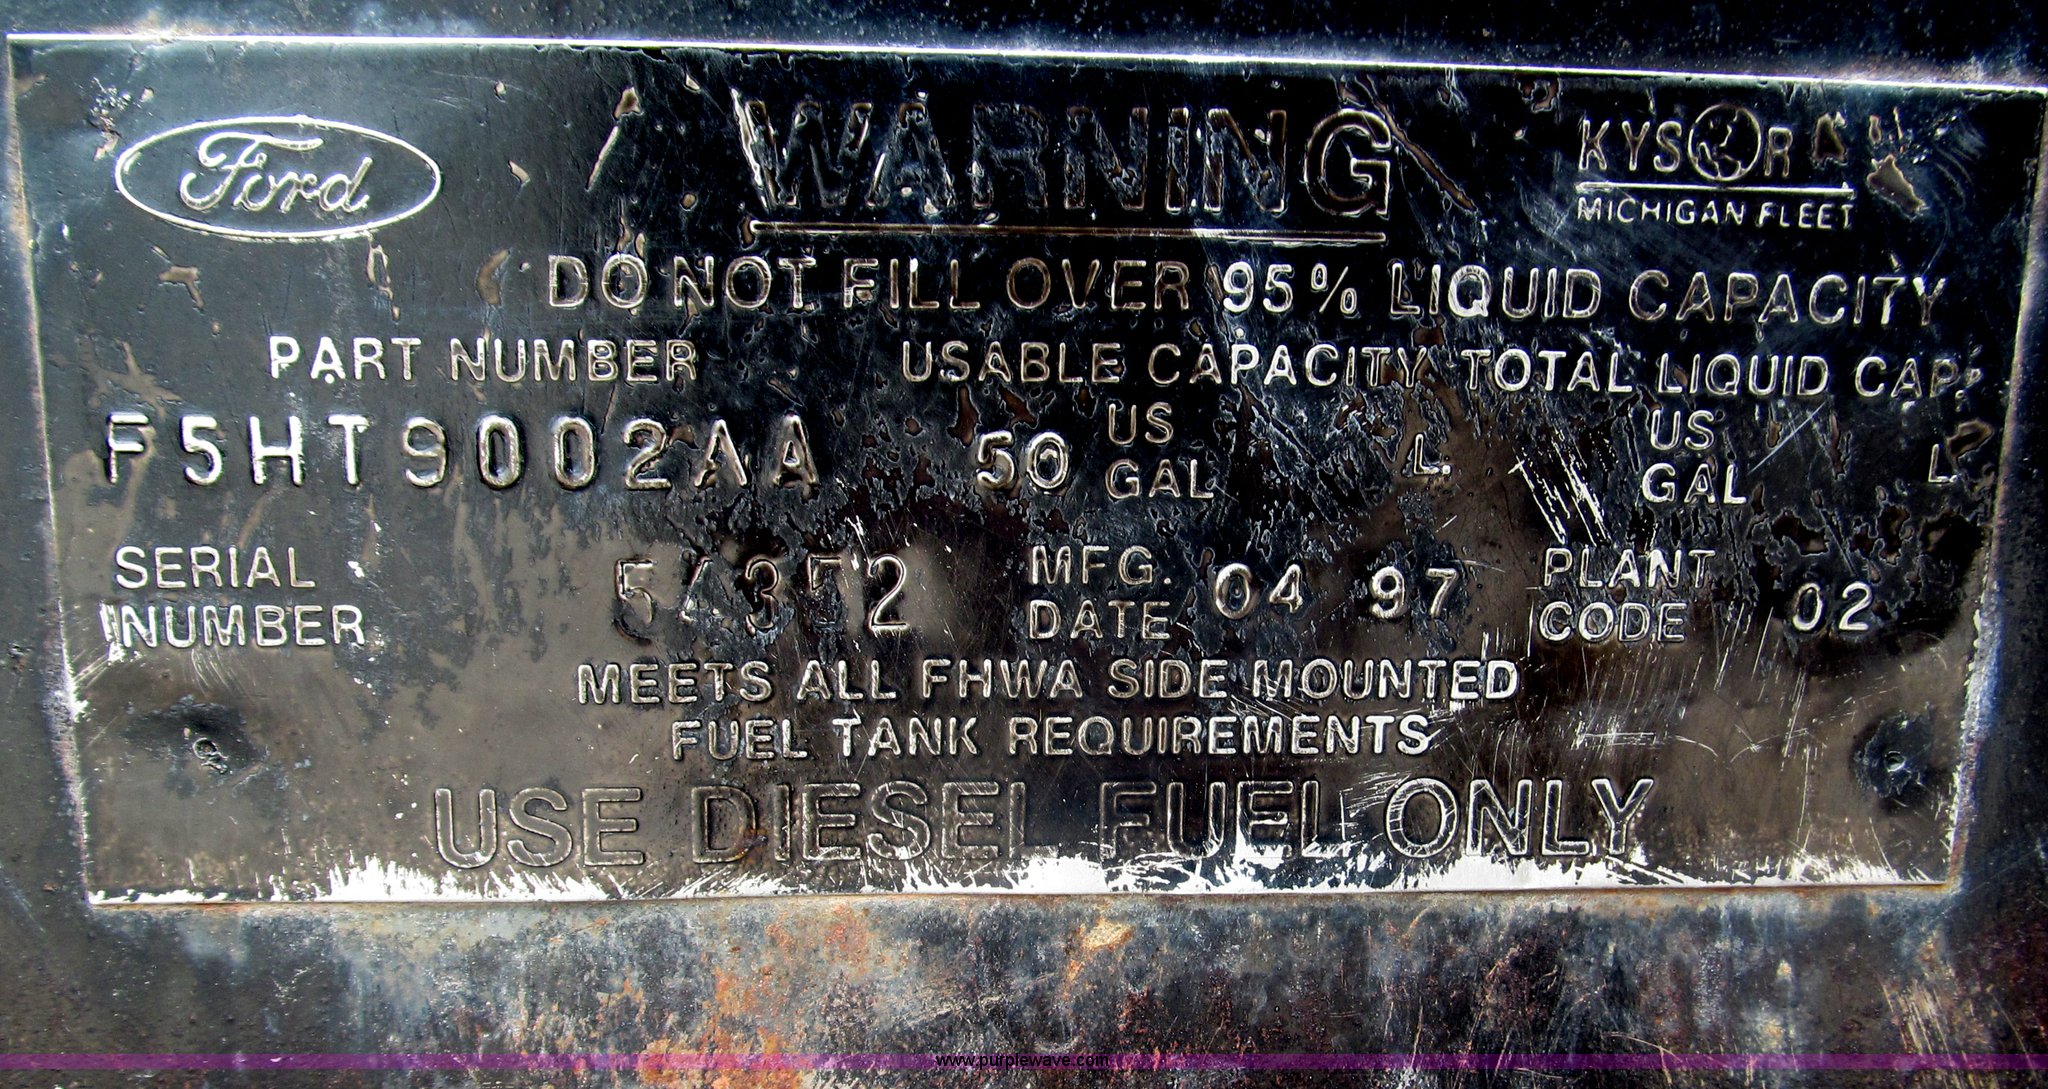 Ford
WARNING
KYSOR
MICHIGAN FLEET
DO NOT FILL OVER 95% LIQUID CAPACITY
PART NUMBER USABLE CAPACITY TOTAL LIQUID CAP.
F5HT9002AA 50 US GAL L. US GAL L.
SERIAL NUMBER 54352 MFG. DATE 04 97 PLANT CODE 02
MEETS ALL FHWA SIDE MOUNTED
FUEL TANK REQUIREMENTS
USE DIESEL FUEL ONLY
www.purplewave.com